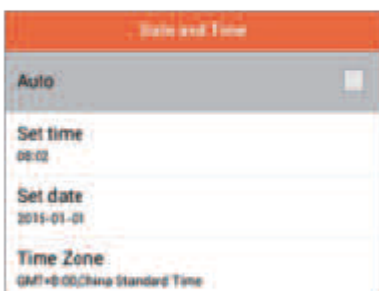 Date and Time
Auto
Set time
08:02
Set date
2015-01-01
Time Zone
GMT+8:00,China Standard Time